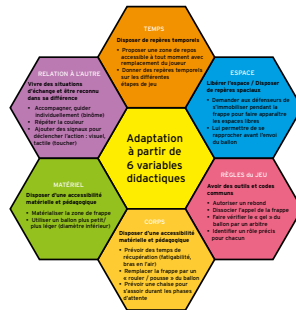 TEMPS
Disposer de repères temporels
• Proposer une zone de repos
accessible à tout moment avec
remplacement du joueur
• Donner des repères temporels
sur les différentes
étapes de jeu
RELATION À L'AUTRE
Vivre des situations
d'échange et être reconnu
dans sa différence
• Accompagner, guider
individuellement (binôme)
• Répéter la couleur
• Ajouter des signaux pour
déclencher l'action : visuel,
tactile (toucher)
ESPACE
Libérer l'espace / Disposer
de repères spaciaux
• Demander aux défenseurs de
s'immobiliser pendant la
frappe pour faire apparaître
les espaces libres
• Lui permettre de se
rapprocher avant l'envoi
du ballon
Adaptation
à partir de
6 variables
didactiques
MATÉRIEL
Disposer d'une accessibilité
matérielle et pédagogique
• Matérialiser la zone de frappe
• Utiliser un ballon plus petit/
plus léger (diamètre inférieur)
RÈGLES du JEU
Avoir des outils et codes
communs
• Autoriser un rebond
• Dissocier l'appel de la frappe
• Faire vérifier le « gel » du
ballon par un arbitre
• Identifier un rôle précis
pour chacun
CORPS
Disposer d'une accessibilité
matérielle et pédagogique
• Prévoir des temps de
récupération (fatigabilité,
bras en l'air)
• Remplacer la frappe par un
« rouler / pousse » du ballon
• Prévoir une chaise pour
s'assoir durant les phases
d'attente